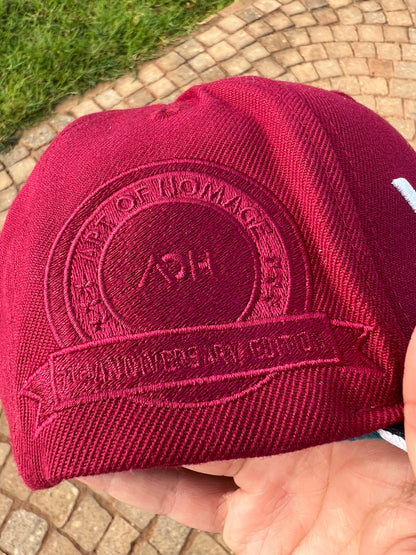 ART OF HOMAGE
AOH
ANNIVERSARY EDITION